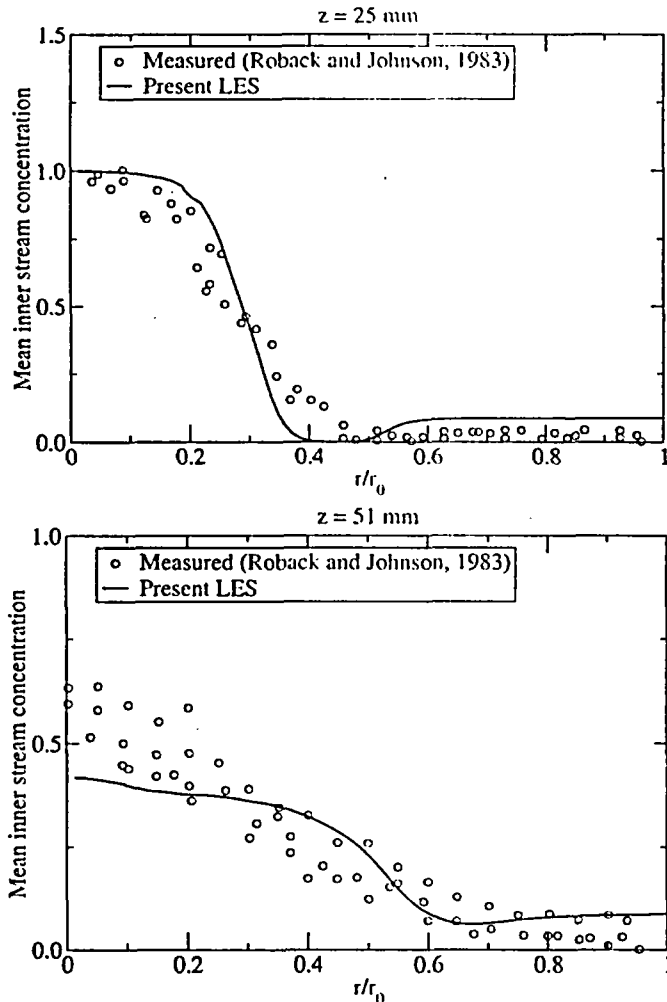 z = 25 mm
1.5
Measured (Roback and Johnson, 1983)
Present LES
1.0
0.5
0.0
Mean inner stream concentration
0
0.2
0.4
0.6
0.8
1
r/r0
z = 51 mm
1.0
Measured (Roback and Johnson, 1983)
Present LES
0.5
0.0
Mean inner stream concentration
0
0.2
0.4
0.6
0.8
1
r/r0